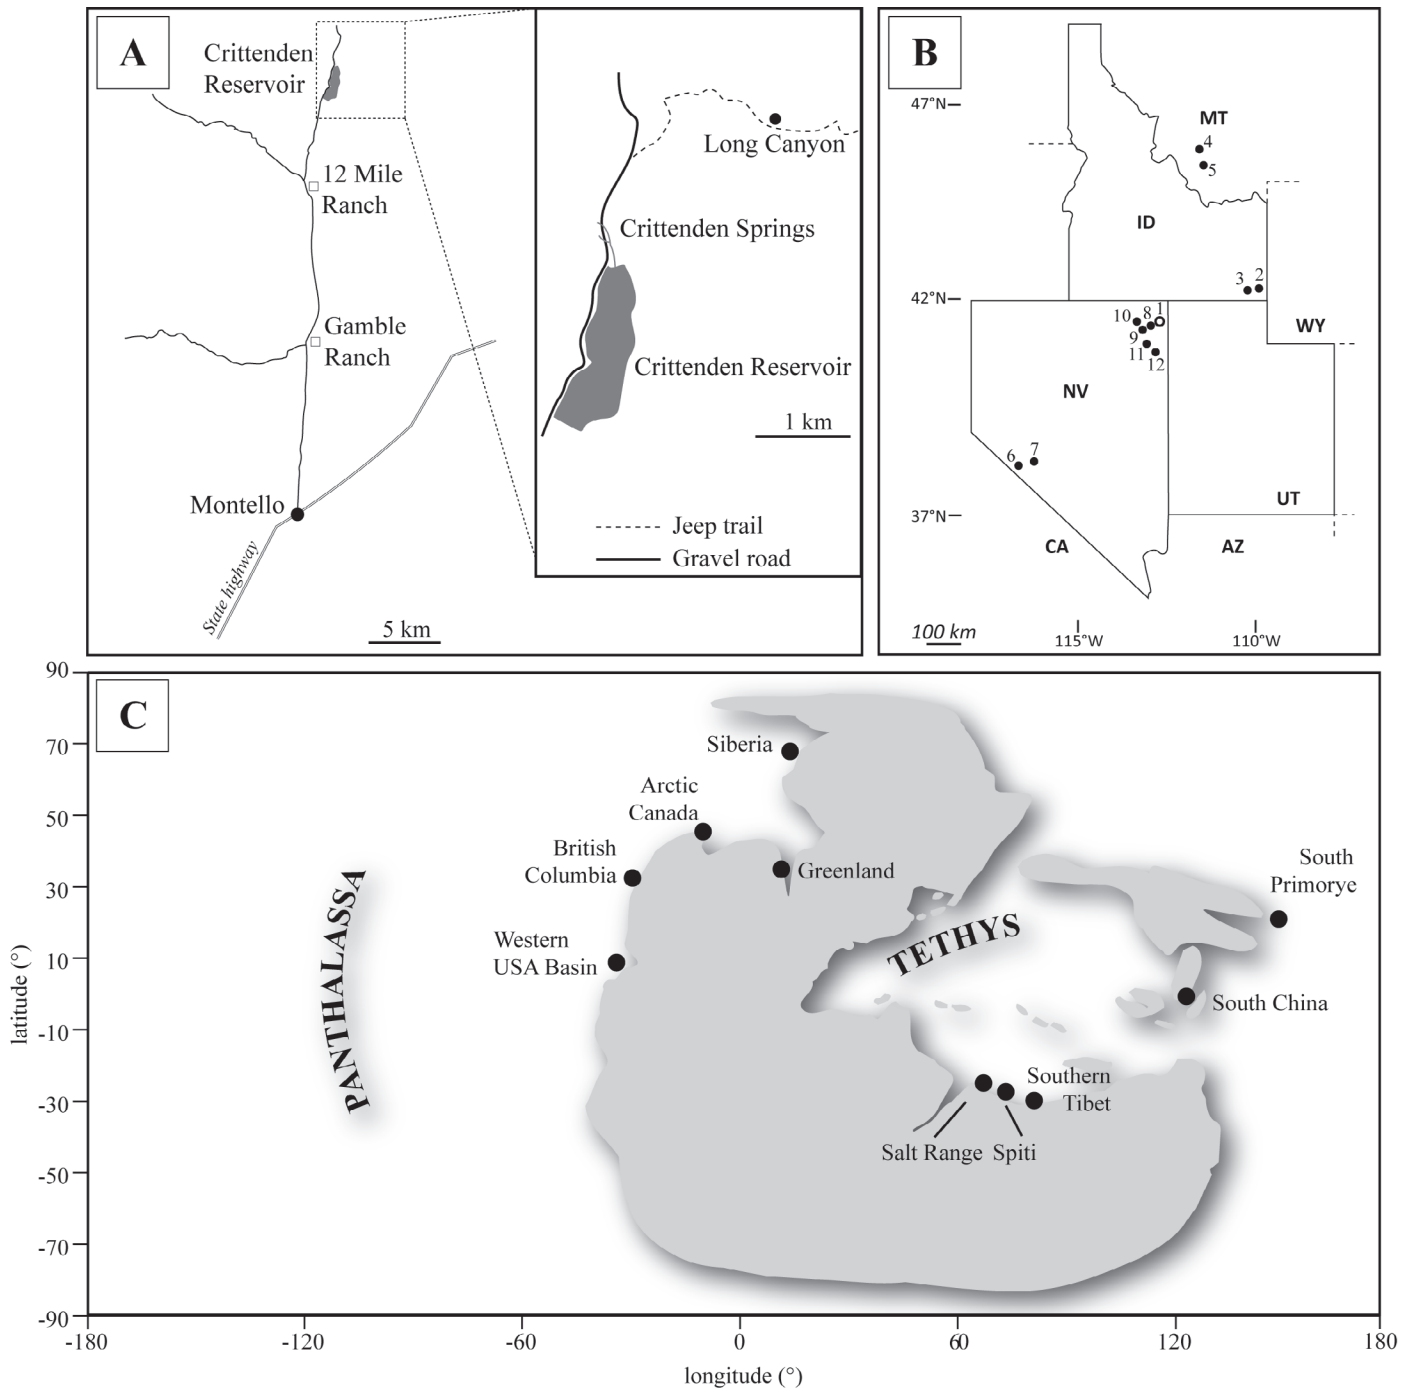 A
Crittenden
Reservoir
12 Mile
Ranch
Gamble
Ranch
Montello
State highway
5 km
Long Canyon
Crittenden Springs
Crittenden Reservoir
1 km
Jeep trail
Gravel road
B
47°N
MT
4
5
ID
3 2
42°N
10 8 1
9
11
12
WY
NV
6 7
UT
37°N
CA
AZ
100 km
115°W
110°W
C
90
70
50
30
10
-10
-30
-50
-70
-90
latitude (°)
PANTHALASSA
Siberia
Arctic
Canada
British
Columbia
Greenland
Western
USA Basin
TETHYS
South
Primorye
South China
Southern
Tibet
Salt Range Spiti
-180 -120 -60 0 60 120 180
longitude (°)